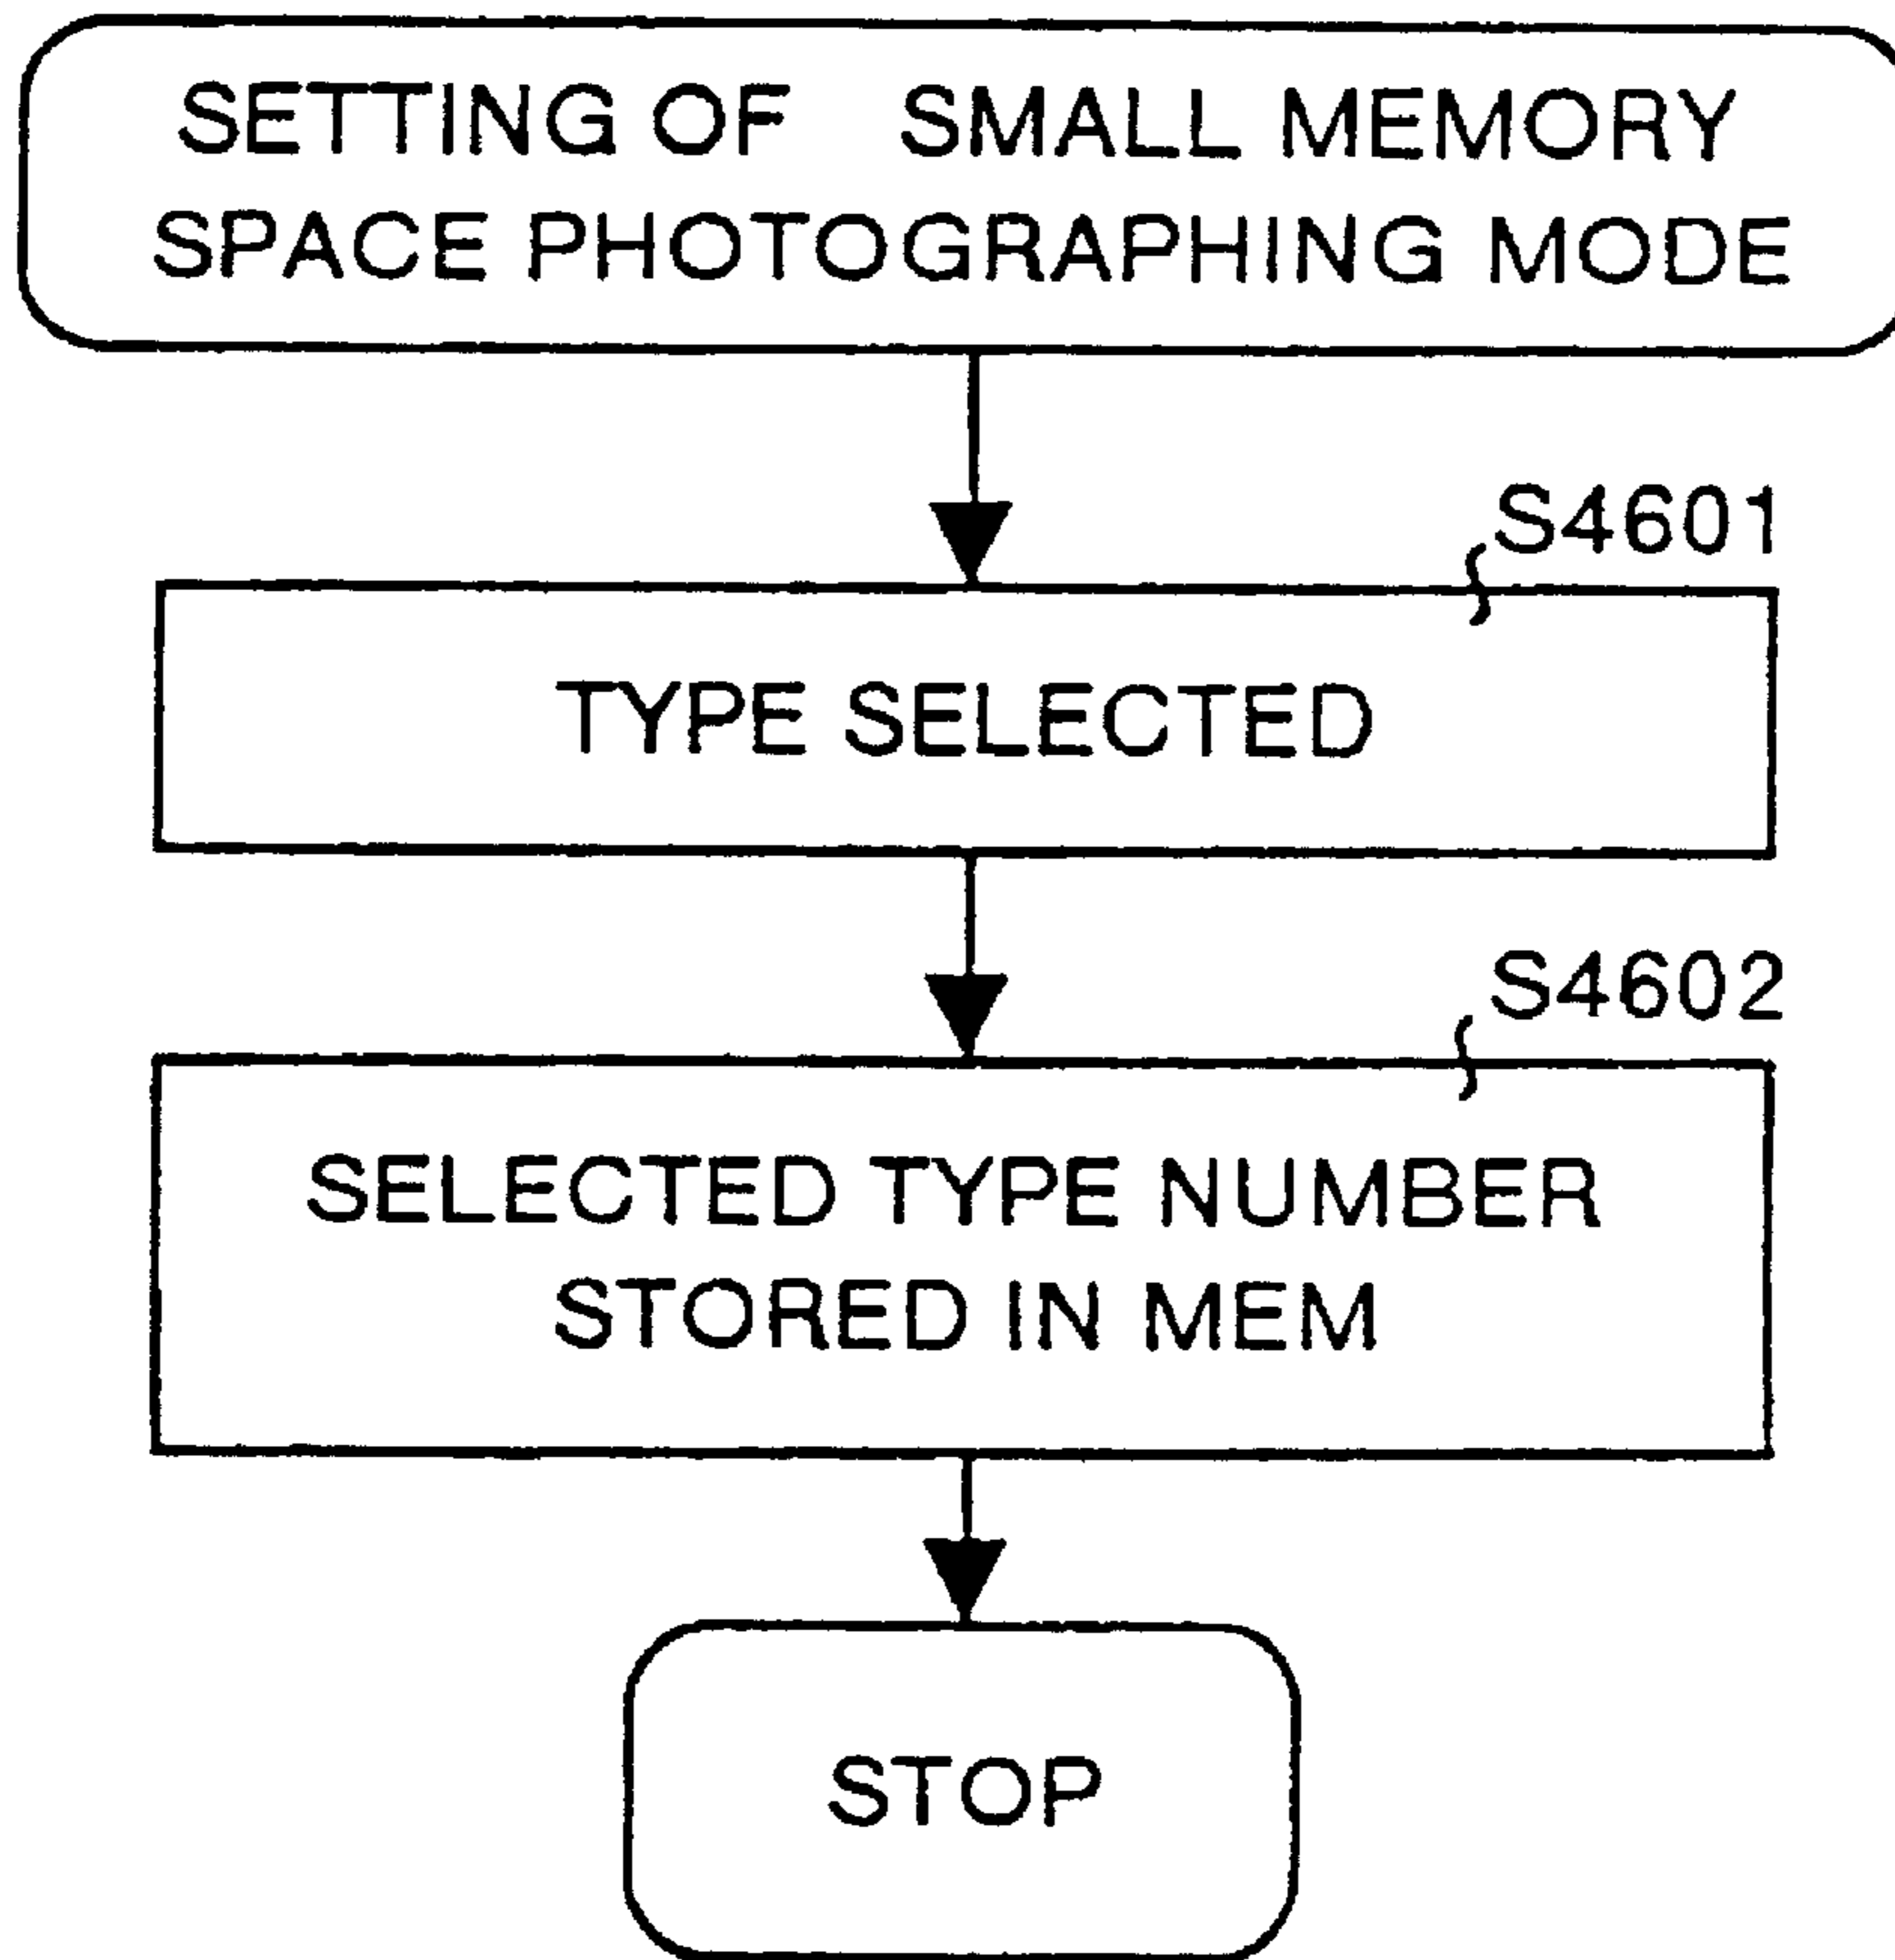 SETTING OF SMALL MEMORY
SPACE PHOTOGRAPHING MODE
S4601
TYPE SELECTED
S4602
SELECTED TYPE NUMBER
STORED IN MEM
STOP